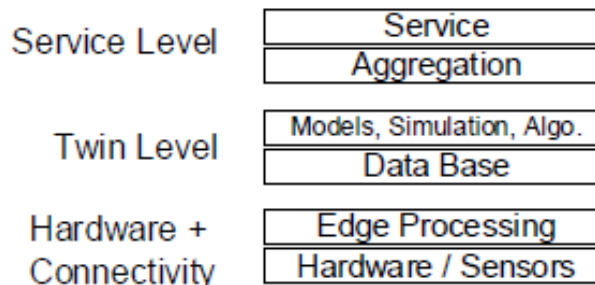 Service Level
Service
Aggregation
Twin Level
Models, Simulation, Algo.
Data Base
Hardware +
Connectivity
Edge Processing
Hardware / Sensors